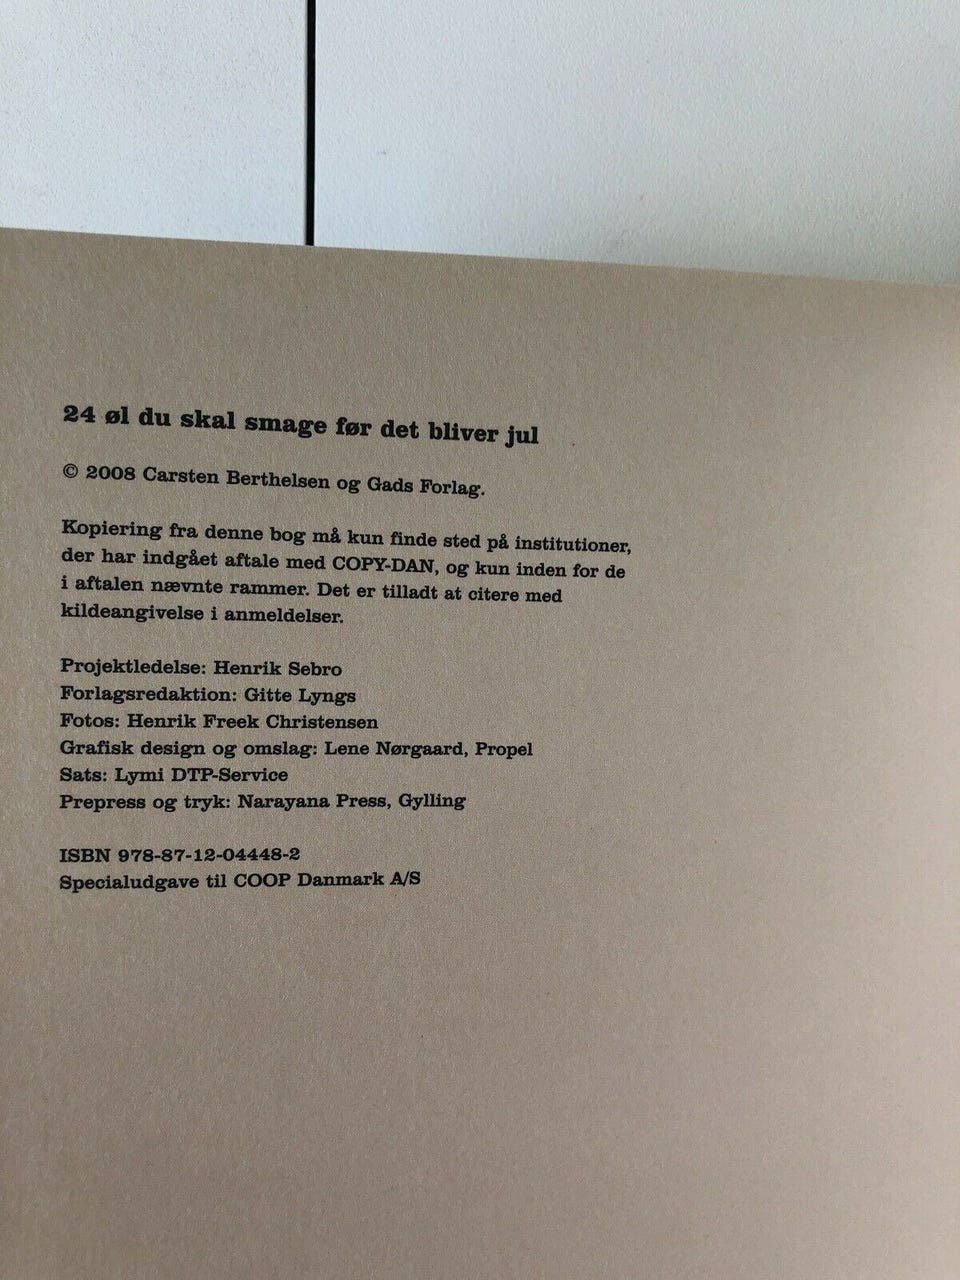 24 øl du skal smage før det bliver jul
© 2008 Carsten Berthelsen og Gads Forlag.
Kopiering fra denne bog må kun finde sted på institutioner,
der har indgået aftale med COPY-DAN, og kun inden for de
i aftalen nævnte rammer. Det er tilladt at citere med
kildeangivelse i anmeldelser.
Projektledelse: Henrik Sebro
Forlagsredaktion: Gitte Lyngs
Fotos: Henrik Freek Christensen
Grafisk design og omslag: Lene Nørgaard, Propel
Sats: Lymi DTP-Service
Prepress og tryk: Narayana Press, Gylling
ISBN 978-87-12-04448-2
Specialudgave til COOP Danmark A/S